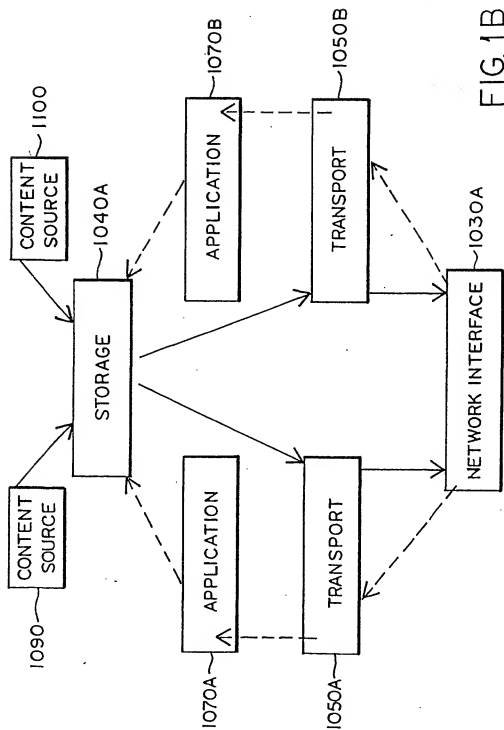 CONTENT
SOURCE
1090
CONTENT
SOURCE
1100
STORAGE
1040A
APPLICATION
1070A
APPLICATION
1070B
TRANSPORT
1050A
TRANSPORT
1050B
NETWORK INTERFACE
1030A
FIG. 1B